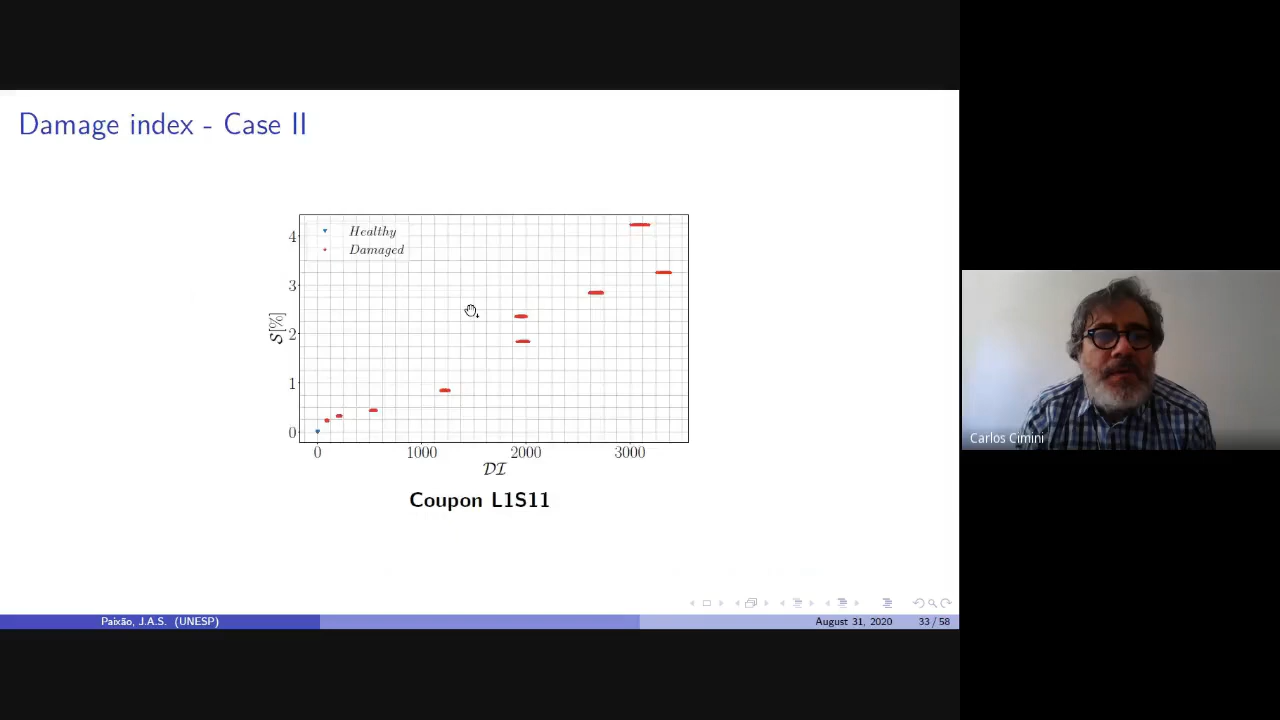 Damage index - Case II
Healthy
Damaged
4
3
2
1
0
S[%]
0 1000 2000 3000
DI
Coupon L1S11
Paixão, J.A.S. (UNESP) August 31, 2020 33 / 58
Carlos Cimini